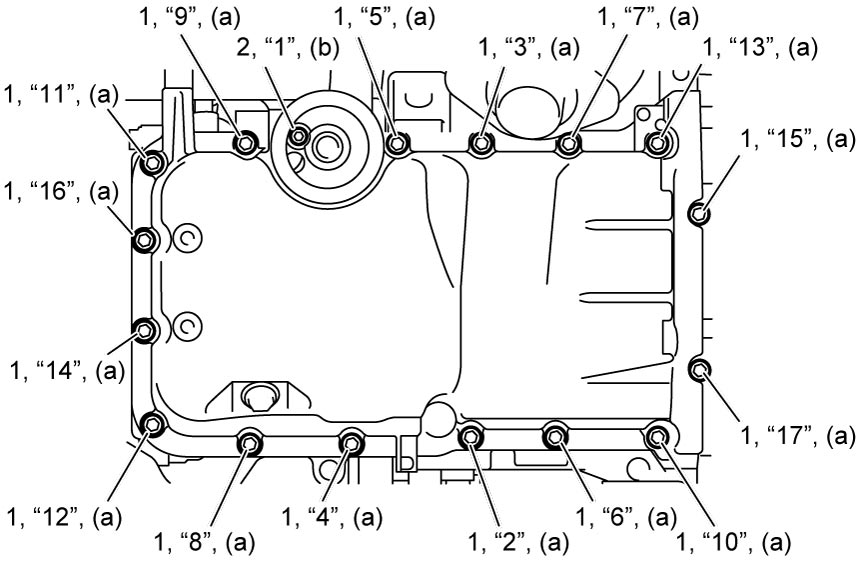 1, “9”, (a)
1, “5”, (a)
1, “7”, (a)
2, “1”, (b)
1, “3”, (a)
1, “13”, (a)
1, “11”, (a)
1, “15”, (a)
1, “16”, (a)
1, “14”, (a)
1, “17”, (a)
1, “12”, (a)
1, “4”, (a)
1, “6”, (a)
1, “8”, (a)
1, “2”, (a)
1, “10”, (a)